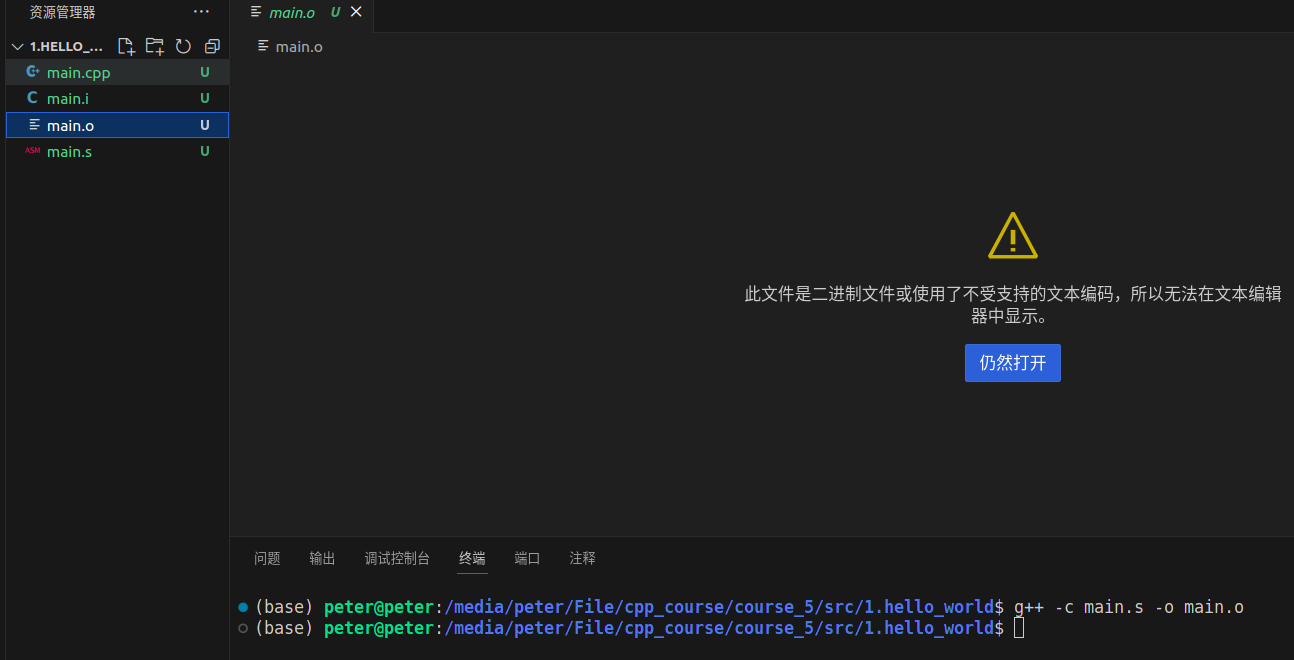 资源管理器 ···
main.o U
1.HELLO_...
main.o
main.cpp U
main.i U
main.o U
ASM main.s U
此文件是二进制文件或使用了不受支持的文本编码，所以无法在文本编辑
器中显示。
仍然打开
问题 输出 调试控制台 终端 端口 注释
(base) peter@peter:/media/peter/File/cpp_course/course_5/src/1.hello_world$ g++ -c main.s -o main.o
(base) peter@peter:/media/peter/File/cpp_course/course_5/src/1.hello_world$